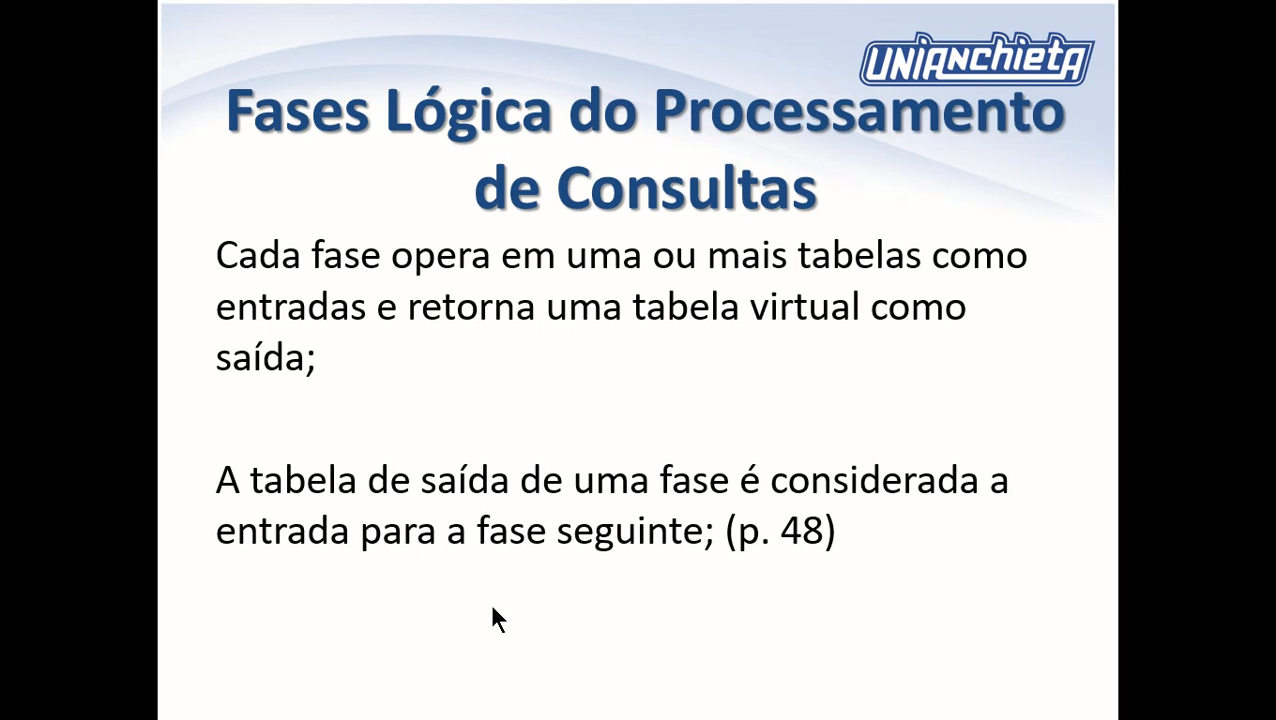 UNIANCHIETA
Fases Lógica do Processamento
de Consultas
Cada fase opera em uma ou mais tabelas como
entradas e retorna uma tabela virtual como
saída;
A tabela de saída de uma fase é considerada a
entrada para a fase seguinte; (p. 48)